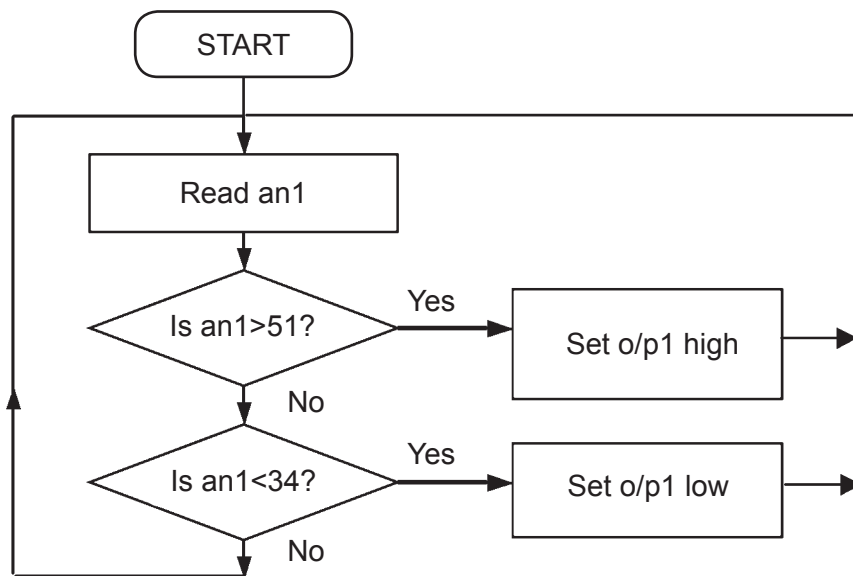 START
Read an1
Is an1>51?
Yes
Set o/p1 high
No
Is an1<34?
Yes
Set o/p1 low
No